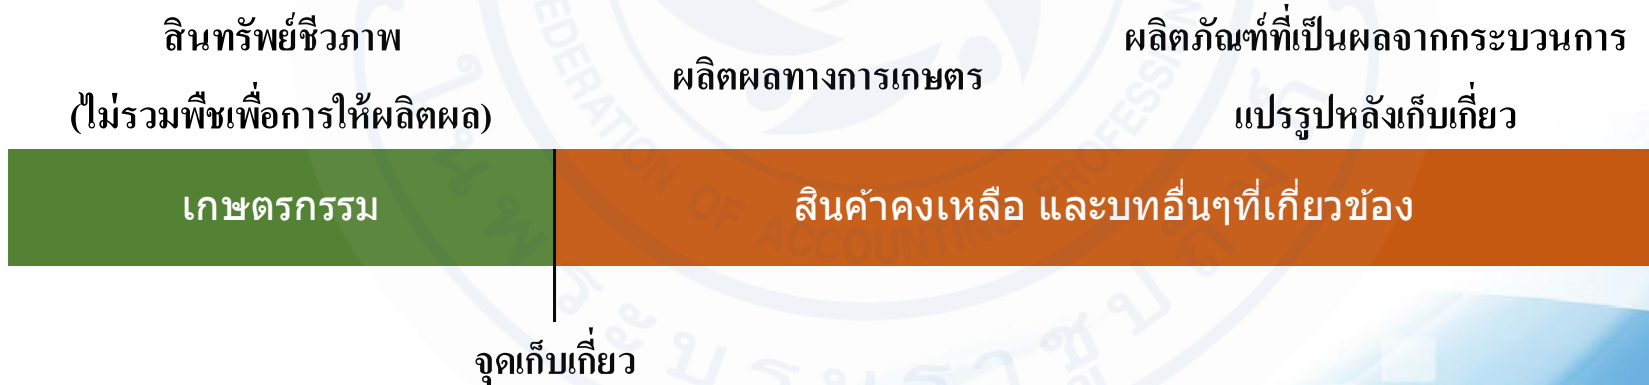 สินทรัพย์ชีวภาพ
(ไม่รวมพืชเพื่อการให้ผลิตผล)
ผลิตผลทางการเกษตร
ผลิตภัณฑ์ที่เป็นผลจากกระบวนการ
แปรรูปหลังเก็บเกี่ยว
เกษตรกรรม
สินค้าคงเหลือ และบทอื่นๆที่เกี่ยวข้อง
จุดเก็บเกี่ยว
OF ACCOUNTING